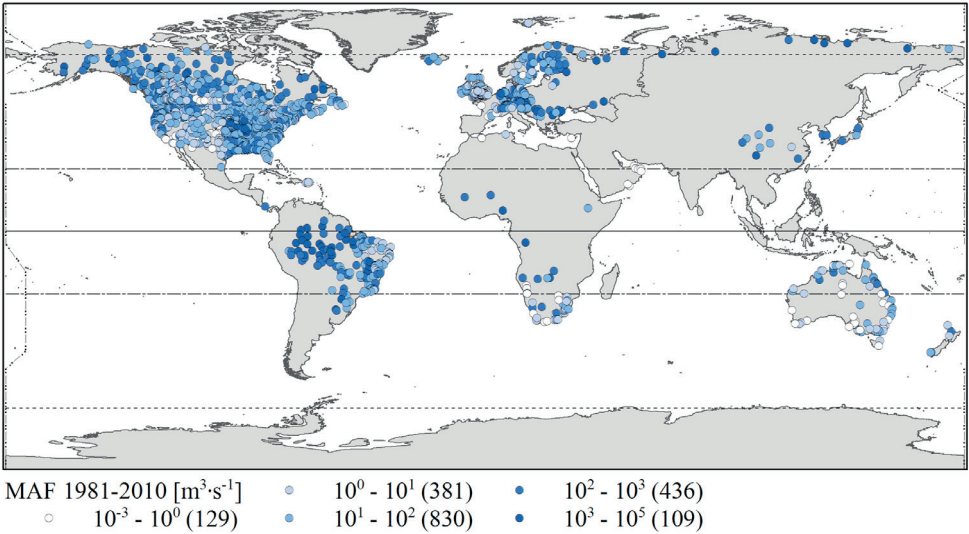 MAF 1981-2010 [m³·s⁻¹] 10⁰ - 10¹ (381) 10² - 10³ (436)
10⁻³ - 10⁰ (129) 10¹ - 10² (830) 10³ - 10⁵ (109)